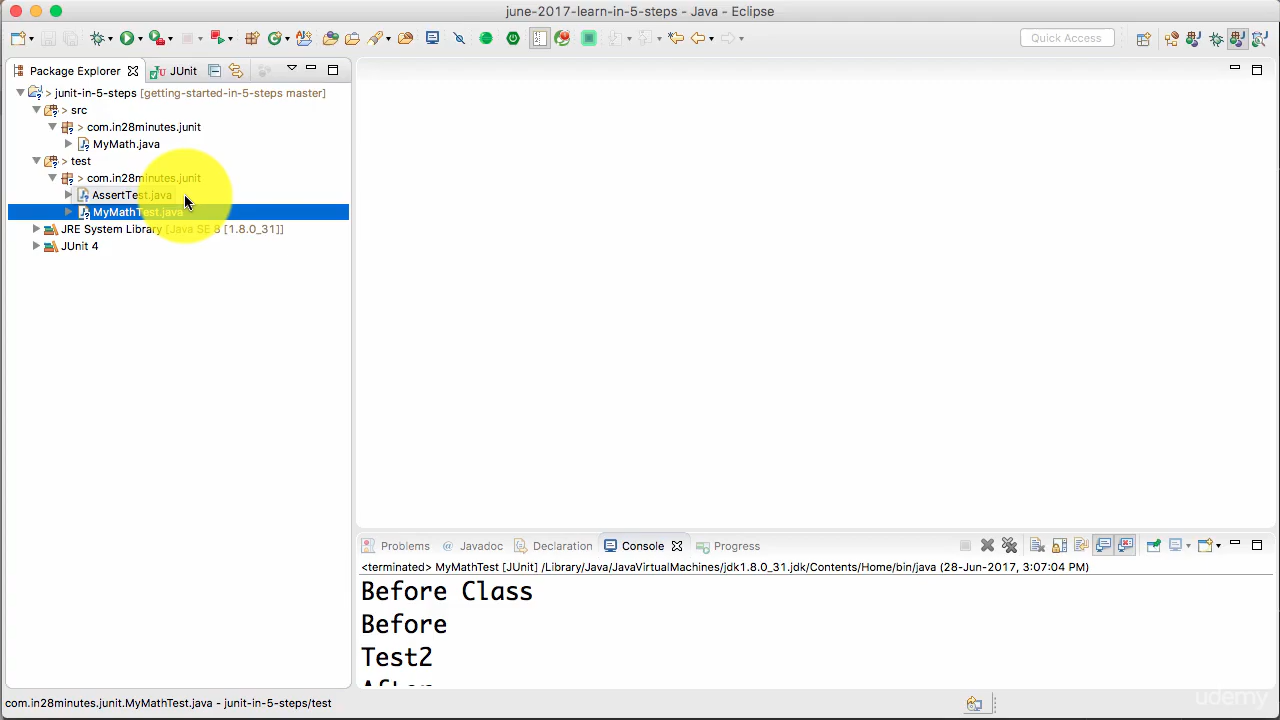 june-2017-learn-in-5-steps - Java - Eclipse
Quick Access
Package Explorer
JUnit
> junit-in-5-steps [getting-started-in-5-steps master]
> src
> com.in28minutes.junit
MyMath.java
> test
> com.in28minutes.junit
AssertTest.java
MyMathTest.java
JRE System Library [Java SE 8 [1.8.0_31]]
JUnit 4
Problems
@ Javadoc
Declaration
Console
Progress
<terminated> MyMathTest [JUnit] /Library/Java/JavaVirtualMachines/jdk1.8.0_31.jdk/Contents/Home/bin/java (28-Jun-2017, 3:07:04 PM)
Before Class
Before
Test2
After
com.in28minutes.junit.MyMathTest.java - junit-in-5-steps/test
udemy